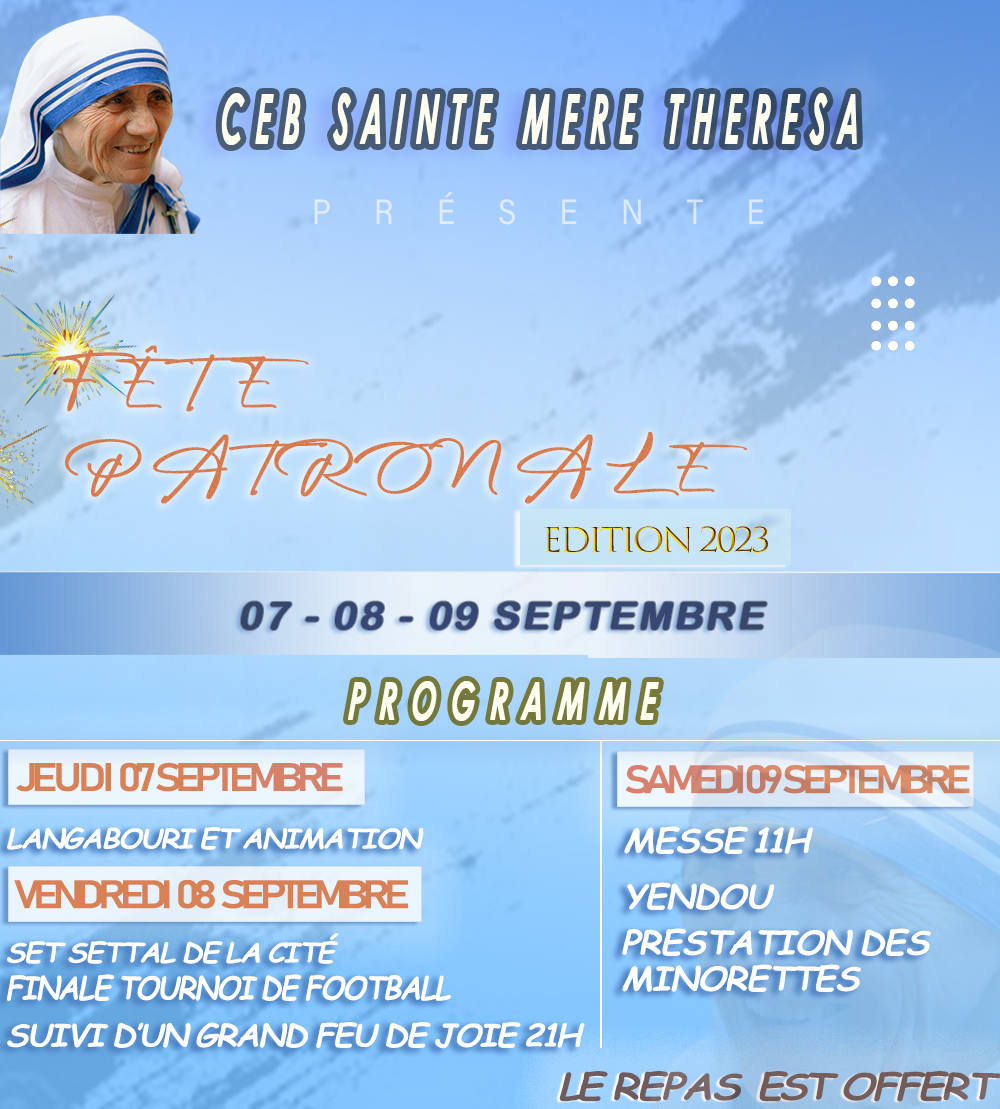 CEB SAINTE MERE THERESA
PRÉSENTE
FÊTE
PATRONALE
EDITION 2023
07 - 08 - 09 SEPTEMBRE
PROGRAMME
JEUDI 07 SEPTEMBRE
LANGABOURI ET ANIMATION
VENDREDI 08 SEPTEMBRE
SET SETTAL DE LA CITÉ
FINALE TOURNOI DE FOOTBALL
SUIVI D'UN GRAND FEU DE JOIE 21H
SAMEDI 09 SEPTEMBRE
MESSE 11H
YENDOU
PRESTATION DES
MINORETTES
LE REPAS EST OFFERT